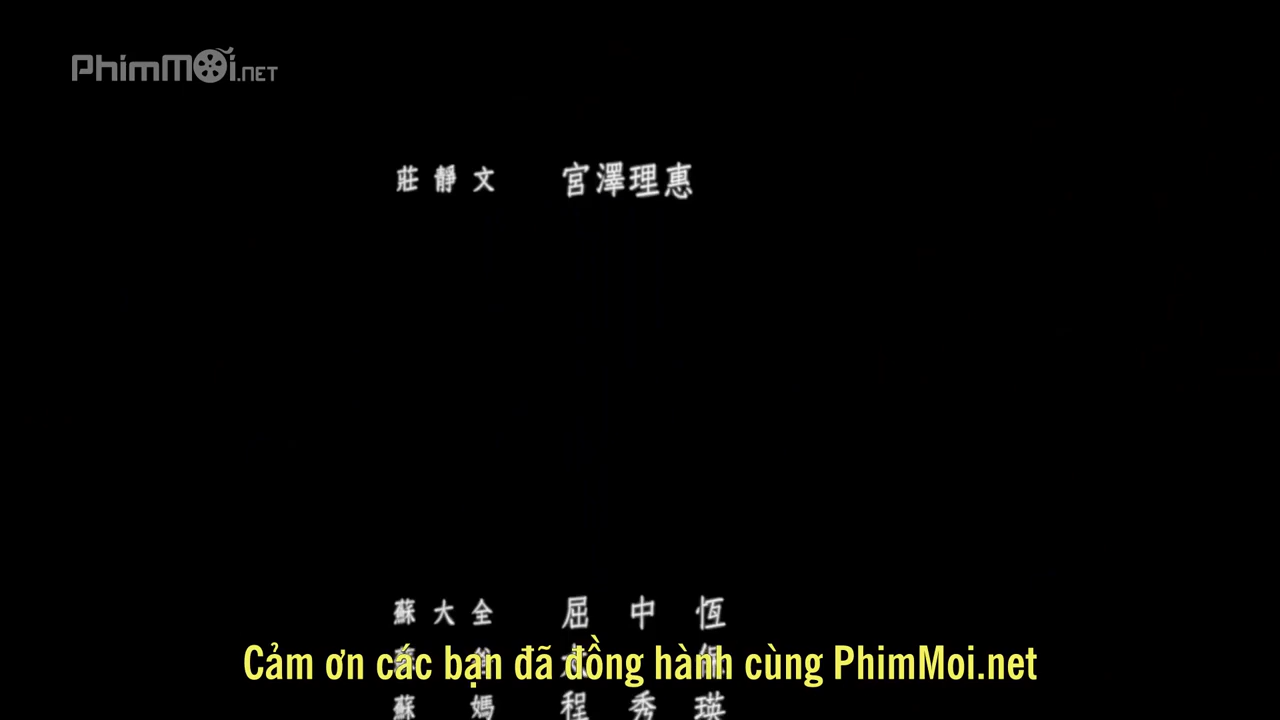 PhimMoi.NET
莊靜文 宮澤理惠
蘇大全 屈中恆
Cảm ơn các bạn đã đồng hành cùng PhimMoi.net
蘇媽 程秀瑛